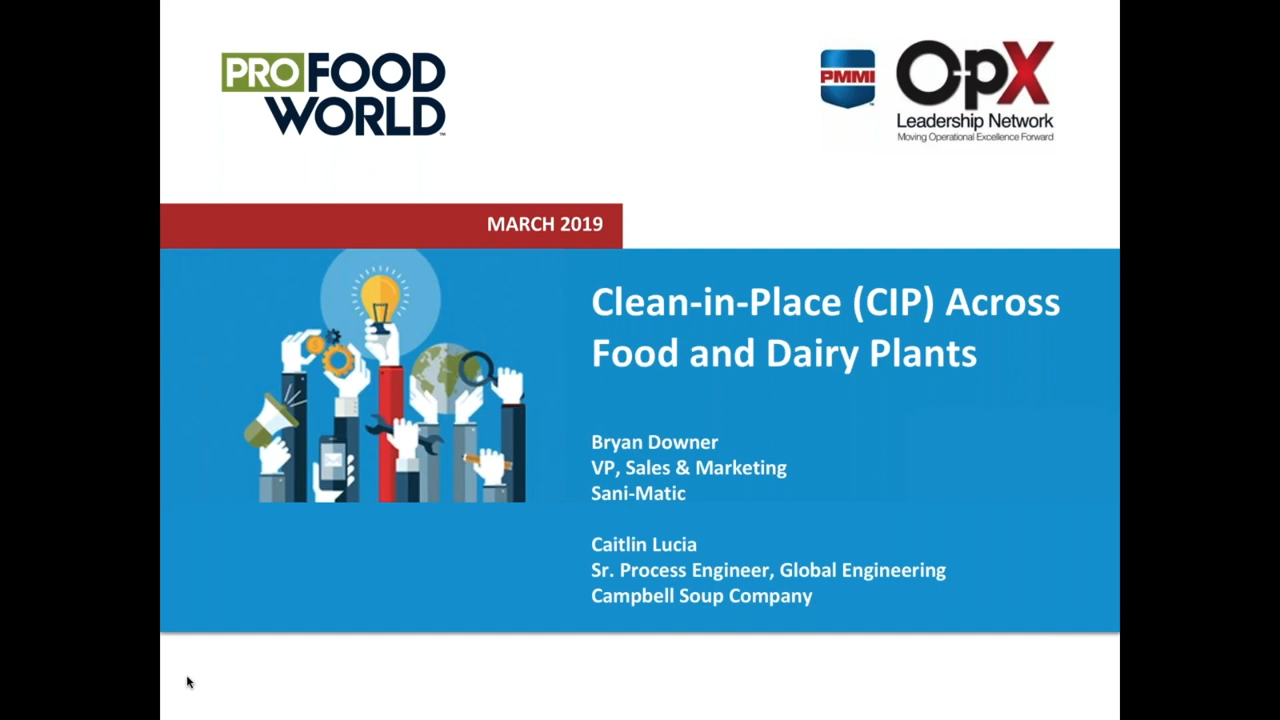 PRO FOOD
WORLD
PMMI
OpX
Leadership Network
Moving Operational Excellence Forward
MARCH 2019
Clean-in-Place (CIP) Across
Food and Dairy Plants
Bryan Downer
VP, Sales & Marketing
Sani-Matic
Caitlin Lucia
Sr. Process Engineer, Global Engineering
Campbell Soup Company